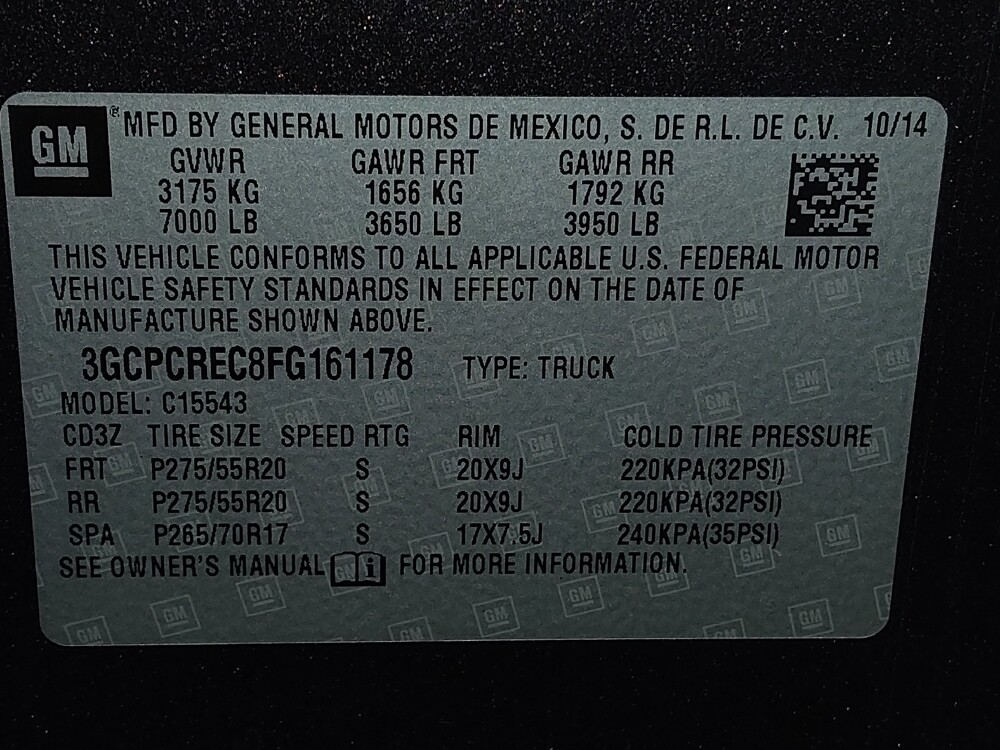 GM ® MFD BY GENERAL MOTORS DE MEXICO, S. DE R.L. DE C.V. 10/14
GVWR GAWR FRT GAWR RR
3175 KG 1656 KG 1792 KG
7000 LB 3650 LB 3950 LB
THIS VEHICLE CONFORMS TO ALL APPLICABLE U.S. FEDERAL MOTOR
VEHICLE SAFETY STANDARDS IN EFFECT ON THE DATE OF
MANUFACTURE SHOWN ABOVE.
3GCPCREC8FG161178 TYPE: TRUCK
MODEL: C15543
CD3Z TIRE SIZE SPEED RTG RIM COLD TIRE PRESSURE
FRT P275/55R20 S 20X9J 220KPA(32PSI)
RR P275/55R20 S 20X9J 220KPA(32PSI)
SPA P265/70R17 S 17X7.5J 240KPA(35PSI)
SEE OWNER'S MANUAL i FOR MORE INFORMATION.